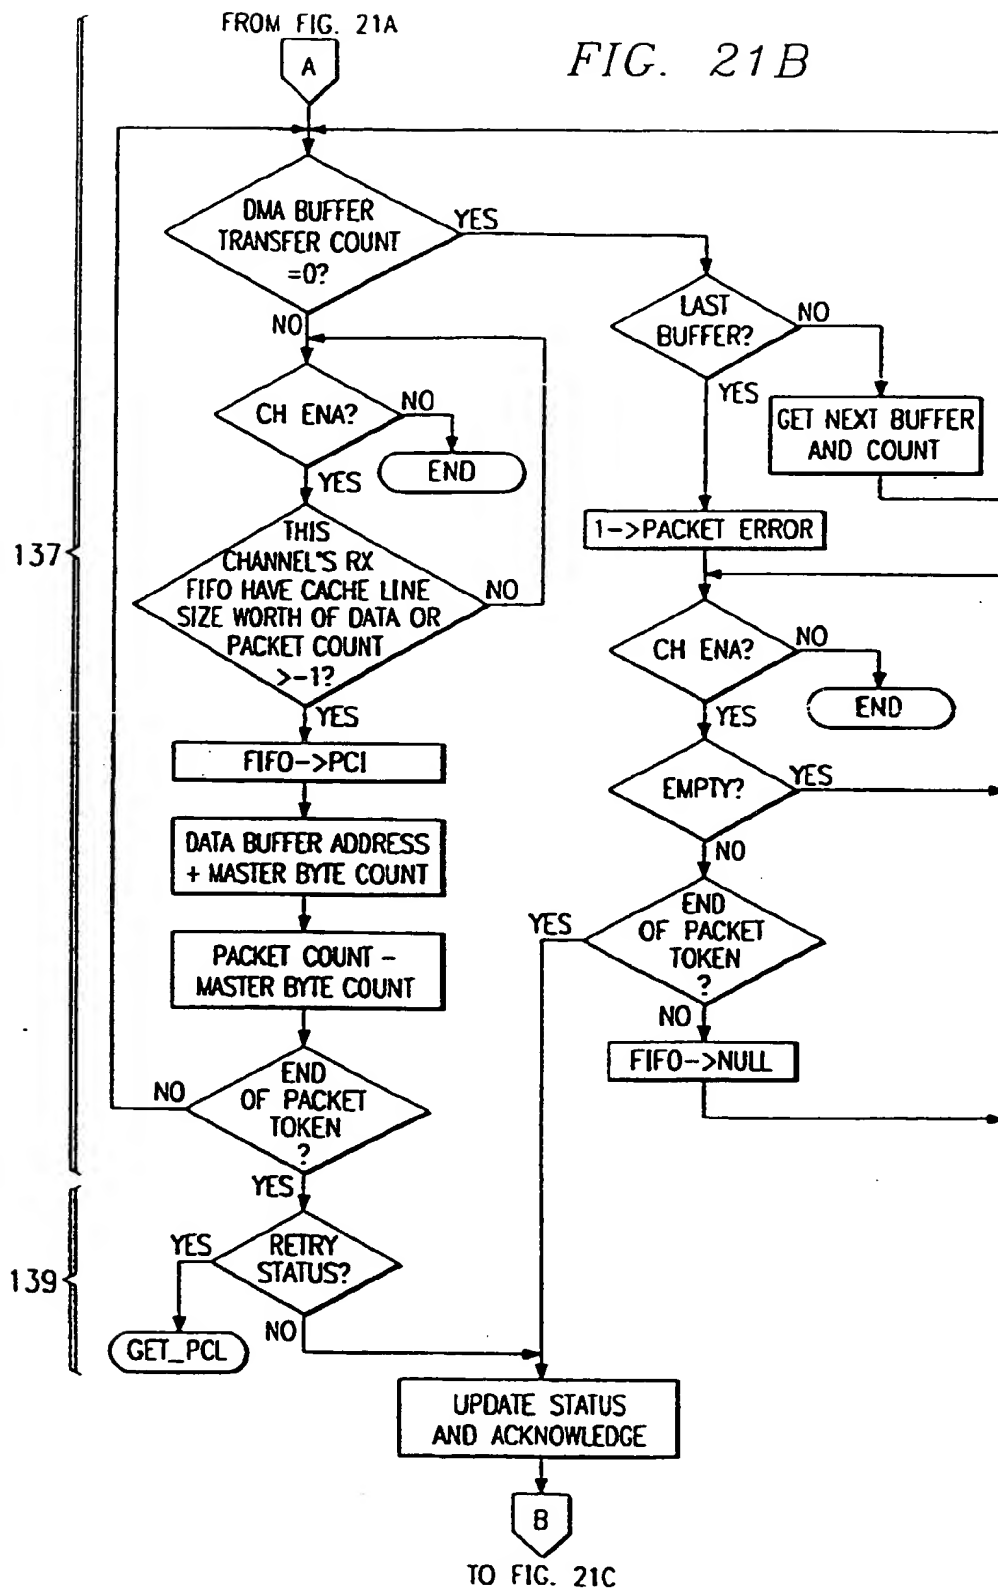 FROM FIG. 21A
A
FIG. 21B
DMA BUFFER
TRANSFER COUNT
=0?
YES
NO
LAST
BUFFER?
NO
YES
GET NEXT BUFFER
AND COUNT
CH ENA?
NO
END
YES
1->PACKET ERROR
137
THIS
CHANNEL'S RX
FIFO HAVE CACHE LINE
SIZE WORTH OF DATA OR
PACKET COUNT
>-1?
NO
YES
CH ENA?
NO
END
YES
FIFO->PCI
EMPTY?
YES
NO
DATA BUFFER ADDRESS
+ MASTER BYTE COUNT
END
OF PACKET
TOKEN
?
YES
NO
PACKET COUNT -
MASTER BYTE COUNT
FIFO->NULL
END
OF PACKET
TOKEN
?
NO
YES
139
RETRY
STATUS?
YES
NO
GET_PCL
UPDATE STATUS
AND ACKNOWLEDGE
B
TO FIG. 21C